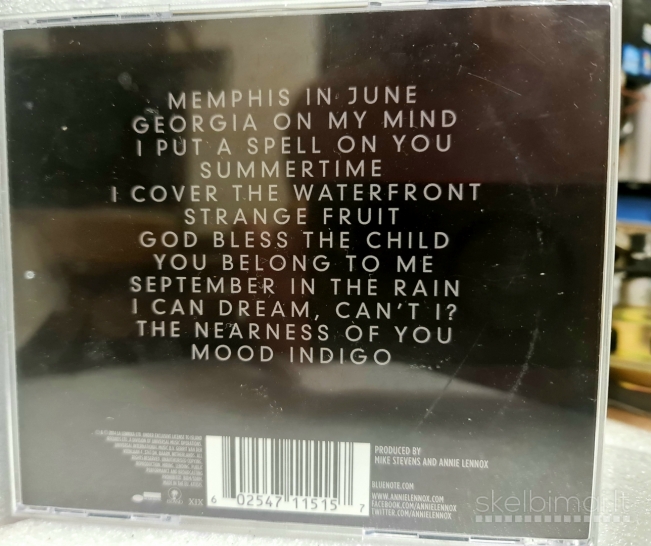 MEMPHIS IN JUNE
GEORGIA ON MY MIND
I PUT A SPELL ON YOU
SUMMERTIME
I COVER THE WATERFRONT
STRANGE FRUIT
GOD BLESS THE CHILD
YOU BELONG TO ME
SEPTEMBER IN THE RAIN
I CAN DREAM, CAN'T I?
THE NEARNESS OF YOU
MOOD INDIGO
PRODUCED BY
MIKE STEVENS AND ANNIE LENNOX
BLUENOTE.COM
WWW.ANNIELENNOX.COM
FACEBOOK.COM/ANNIELENNOX
TWITTER.COM/ANNIELENNOX
XIX
6 02547 11515 7
skelbimai.lt